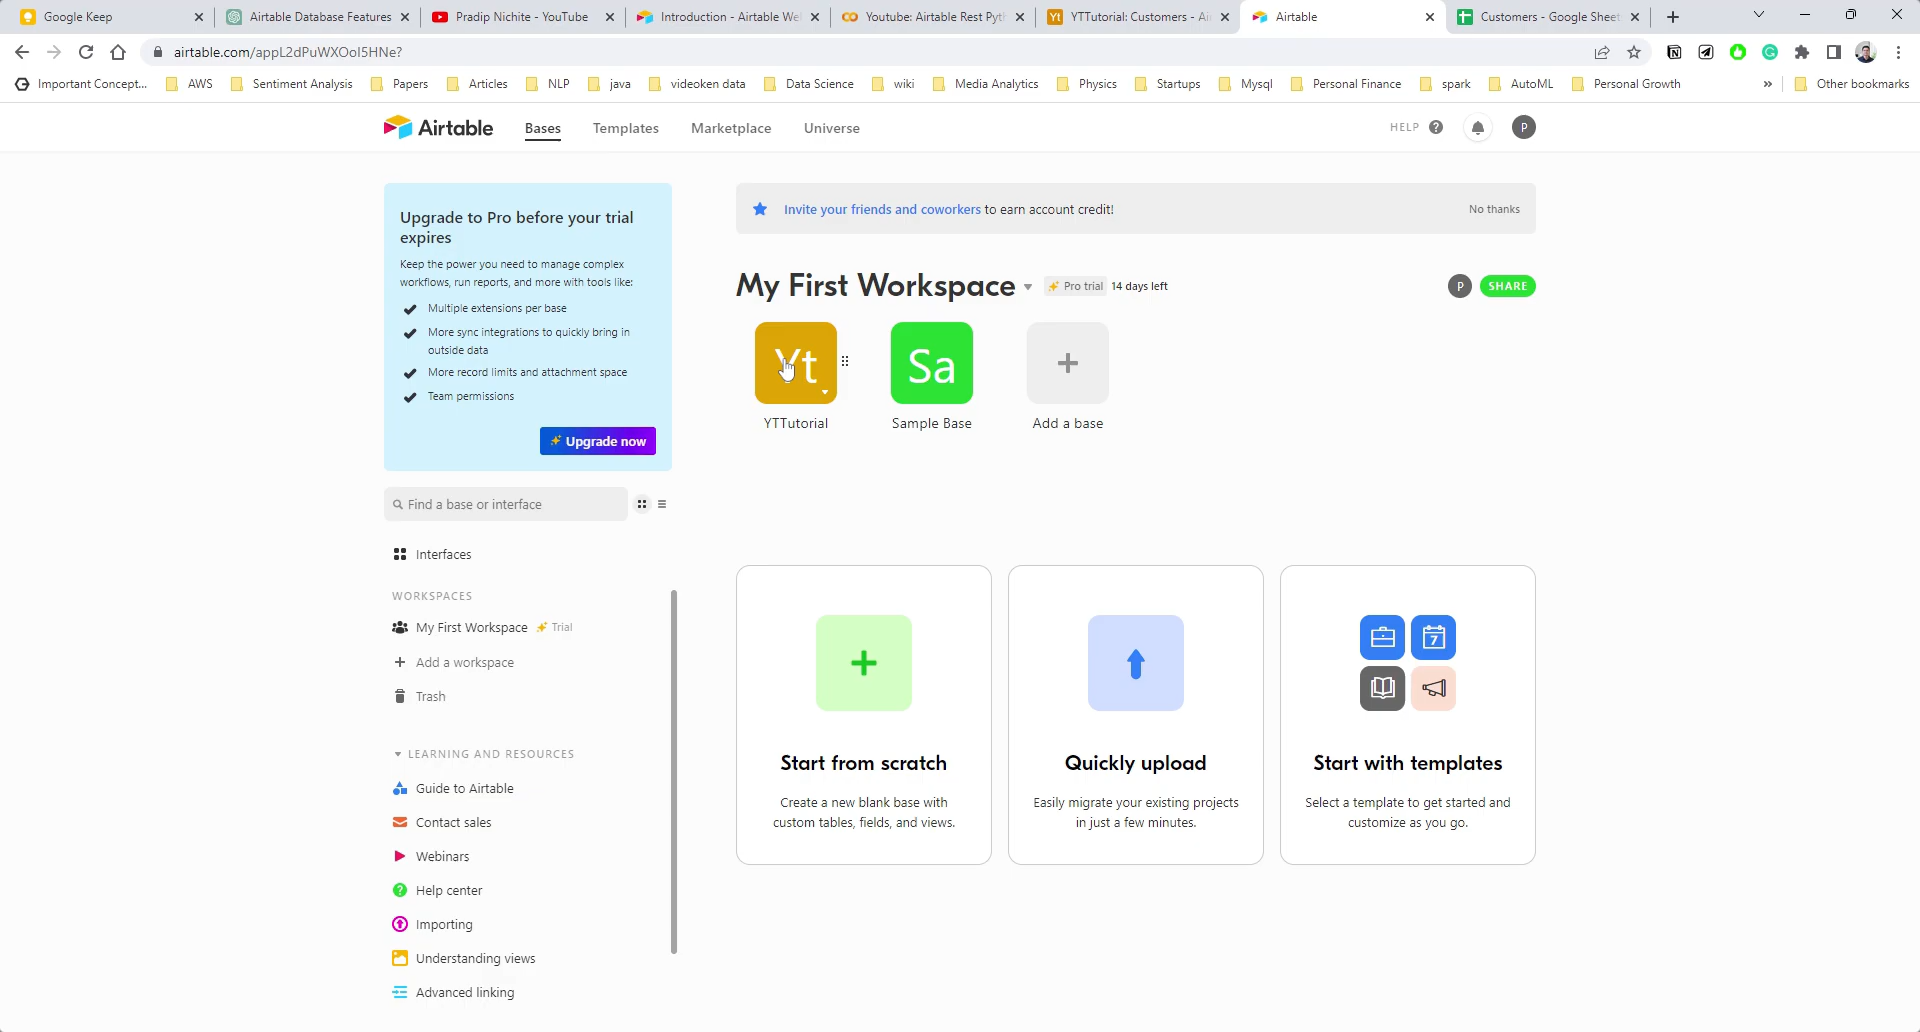 Google Keep
Airtable Database Features
Pradip Nichite - YouTube
Introduction - Airtable We
Youtube: Airtable Rest Pyt
Yt YTTutorial: Customers - Ai
Airtable
Customers - Google Sheet
airtable.com/appL2dPuWXOoI5HNe?
Important Concept...
AWS
Sentiment Analysis
Papers
Articles
NLP
java
videoken data
Data Science
wiki
Media Analytics
Physics
Startups
Mysql
Personal Finance
spark
AutoML
Personal Growth
»
Other bookmarks
Airtable
Bases
Templates
Marketplace
Universe
HELP ?
P
Upgrade to Pro before your trial
expires
Keep the power you need to manage complex
workflows, run reports, and more with tools like:
Multiple extensions per base
More sync integrations to quickly bring in
outside data
More record limits and attachment space
Team permissions
Upgrade now
Find a base or interface
Interfaces
WORKSPACES
My First Workspace
Trial
Add a workspace
Trash
LEARNING AND RESOURCES
Guide to Airtable
Contact sales
Webinars
Help center
Importing
Understanding views
Advanced linking
Invite your friends and coworkers to earn account credit!
No thanks
My First Workspace
Pro trial 14 days left
P
SHARE
Yt
Sa
YTTutorial
Sample Base
Add a base
7
Start from scratch
Create a new blank base with
custom tables, fields, and views.
Quickly upload
Easily migrate your existing projects
in just a few minutes.
Start with templates
Select a template to get started and
customize as you go.